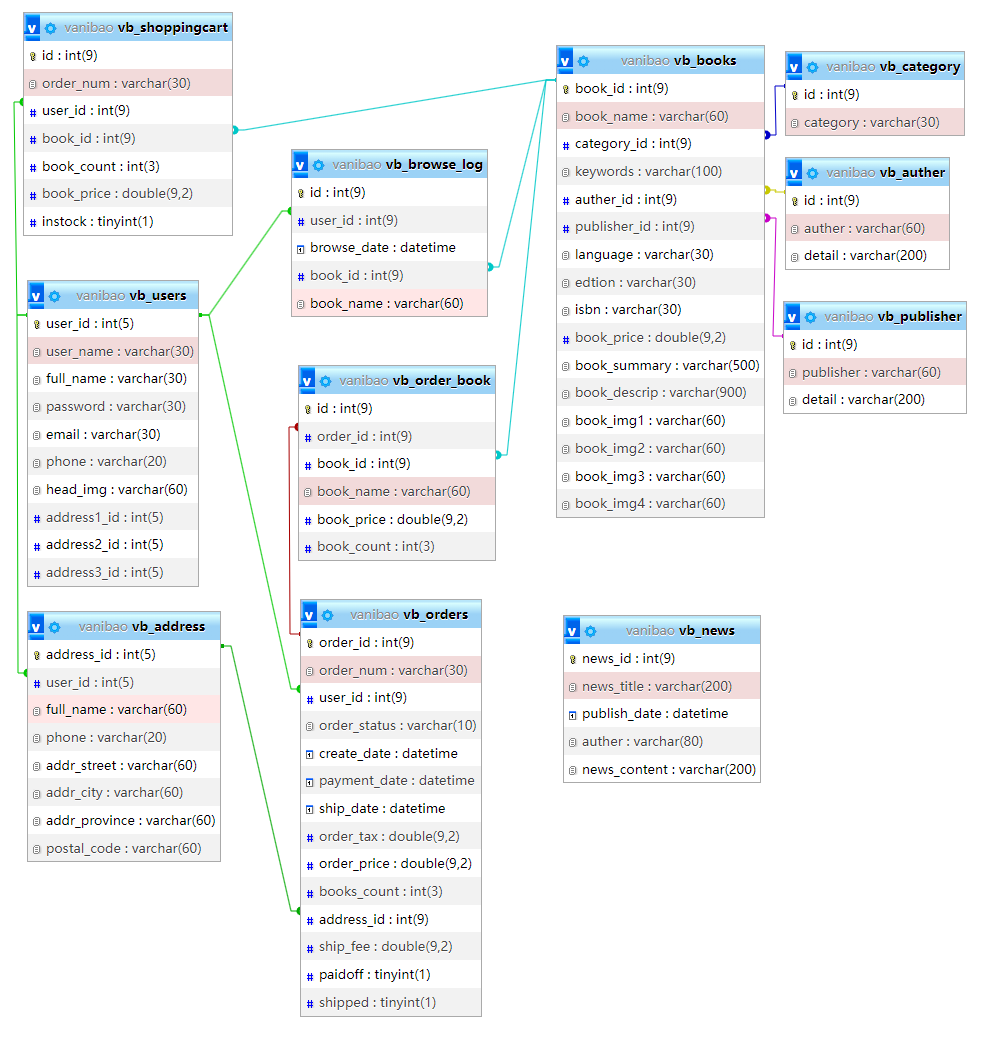 vanibao vb_shoppingcart
id : int(9)
order_num : varchar(30)
user_id : int(9)
book_id : int(9)
book_count : int(3)
book_price : double(9,2)
instock : tinyint(1)
vanibao vb_users
user_id : int(5)
user_name : varchar(30)
full_name : varchar(30)
password : varchar(30)
email : varchar(30)
phone : varchar(20)
head_img : varchar(60)
address1_id : int(5)
address2_id : int(5)
address3_id : int(5)
vanibao vb_address
address_id : int(5)
user_id : int(5)
full_name : varchar(60)
phone : varchar(20)
addr_street : varchar(60)
addr_city : varchar(60)
addr_province : varchar(60)
postal_code : varchar(60)
vanibao vb_browse_log
id : int(9)
user_id : int(9)
browse_date : datetime
book_id : int(9)
book_name : varchar(60)
vanibao vb_order_book
id : int(9)
order_id : int(9)
book_id : int(9)
book_name : varchar(60)
book_price : double(9,2)
book_count : int(3)
vanibao vb_orders
order_id : int(9)
order_num : varchar(30)
user_id : int(9)
order_status : varchar(10)
create_date : datetime
payment_date : datetime
ship_date : datetime
order_tax : double(9,2)
order_price : double(9,2)
books_count : int(3)
address_id : int(9)
ship_fee : double(9,2)
paidoff : tinyint(1)
shipped : tinyint(1)
vanibao vb_books
book_id : int(9)
book_name : varchar(60)
category_id : int(9)
keywords : varchar(100)
auther_id : int(9)
publisher_id : int(9)
language : varchar(30)
edtion : varchar(30)
isbn : varchar(30)
book_price : double(9,2)
book_summary : varchar(500)
book_descrip : varchar(900)
book_img1 : varchar(60)
book_img2 : varchar(60)
book_img3 : varchar(60)
book_img4 : varchar(60)
vanibao vb_category
id : int(9)
category : varchar(30)
vanibao vb_auther
id : int(9)
auther : varchar(60)
detail : varchar(200)
vanibao vb_publisher
id : int(9)
publisher : varchar(60)
detail : varchar(200)
vanibao vb_news
news_id : int(9)
news_title : varchar(200)
publish_date : datetime
auther : varchar(80)
news_content : varchar(200)